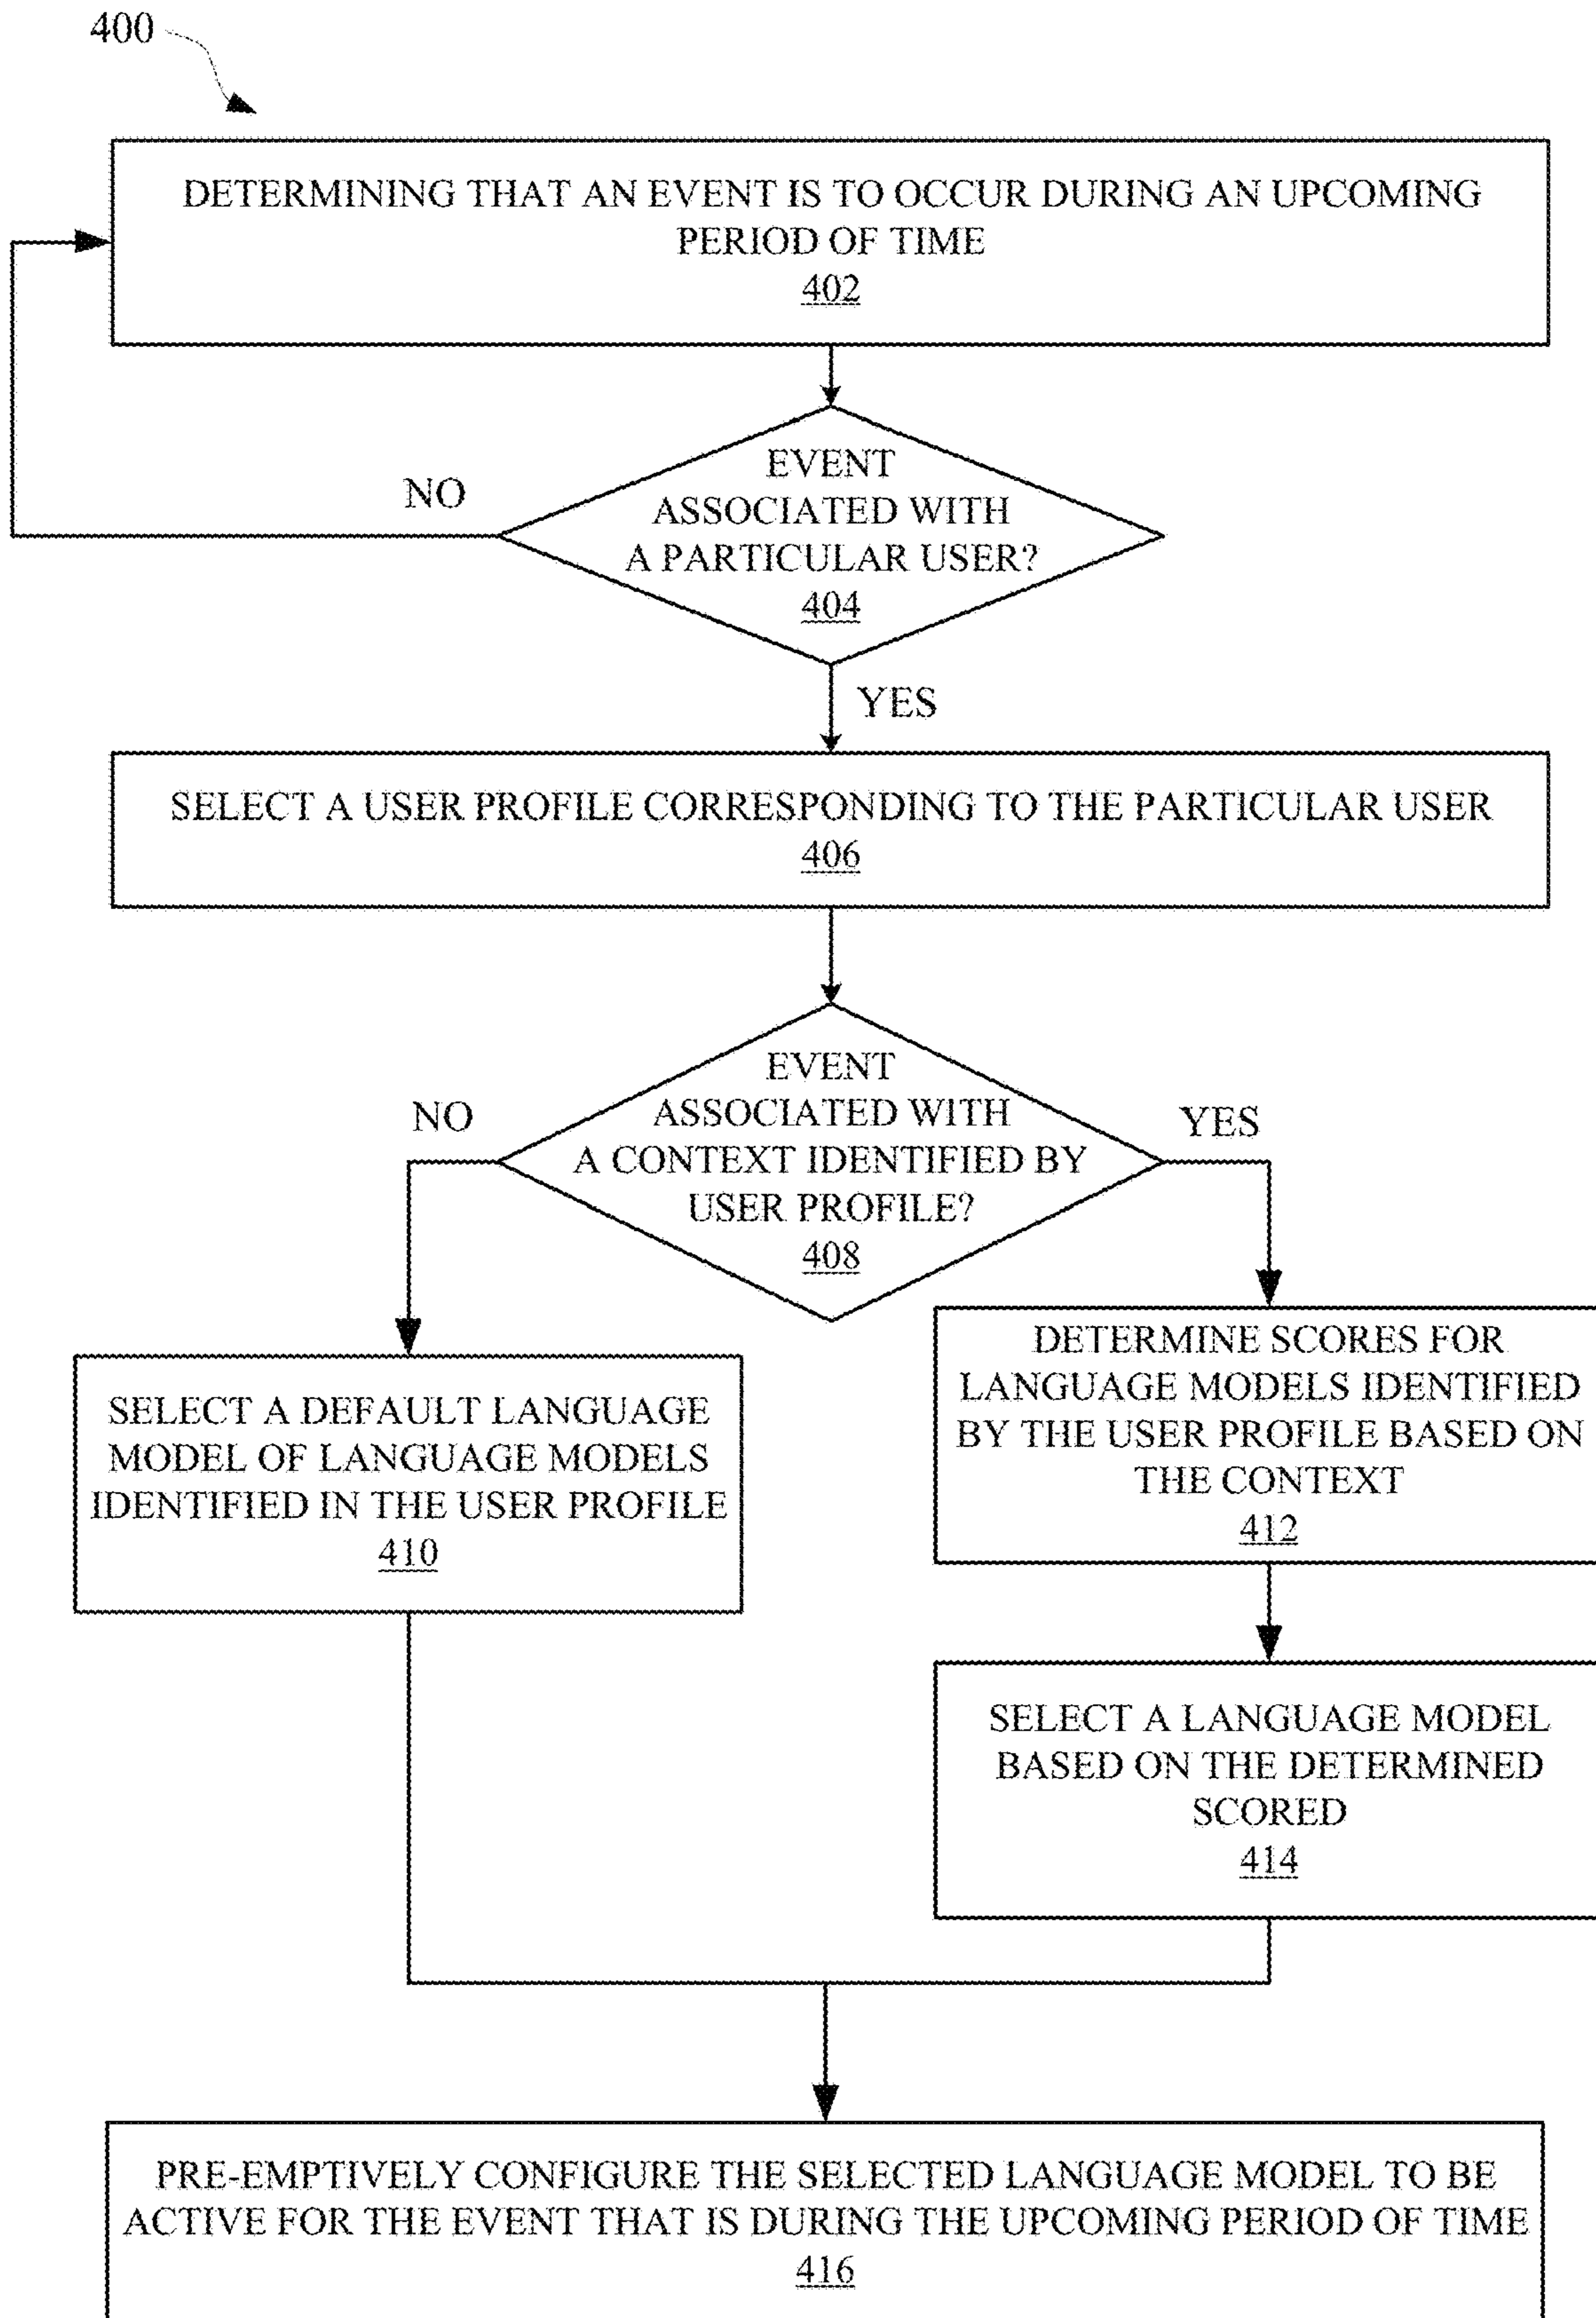 400
DETERMINING THAT AN EVENT IS TO OCCUR DURING AN UPCOMING
PERIOD OF TIME
402
EVENT
ASSOCIATED WITH
A PARTICULAR USER?
404
NO
YES
SELECT A USER PROFILE CORRESPONDING TO THE PARTICULAR USER
406
EVENT
ASSOCIATED WITH
A CONTEXT IDENTIFIED BY
USER PROFILE?
408
NO
YES
SELECT A DEFAULT LANGUAGE
MODEL OF LANGUAGE MODELS
IDENTIFIED IN THE USER PROFILE
410
DETERMINE SCORES FOR
LANGUAGE MODELS IDENTIFIED
BY THE USER PROFILE BASED ON
THE CONTEXT
412
SELECT A LANGUAGE MODEL
BASED ON THE DETERMINED
SCORED
414
PRE-EMPTIVELY CONFIGURE THE SELECTED LANGUAGE MODEL TO BE
ACTIVE FOR THE EVENT THAT IS DURING THE UPCOMING PERIOD OF TIME
416